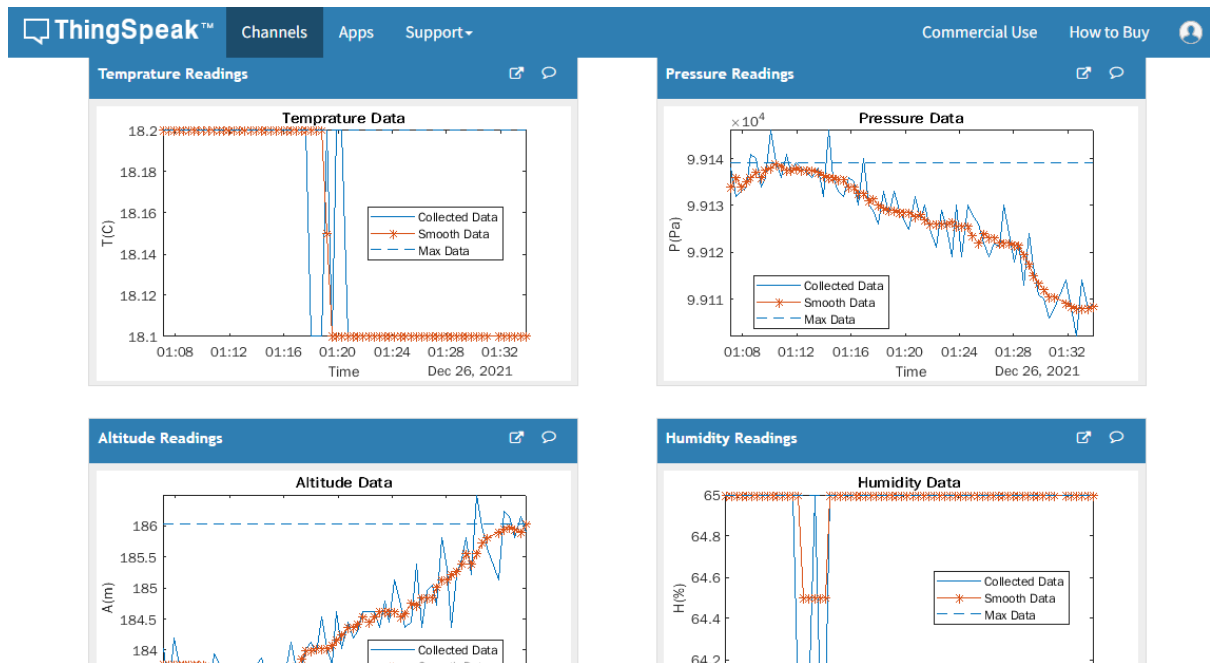 ThingSpeak™ Channels Apps Support Commercial Use How to Buy
Temprature Readings
Temprature Data
18.2
18.18
18.16
18.14
18.12
18.1
T(C)
Collected Data
Smooth Data
Max Data
01:08 01:12 01:16 01:20 01:24 01:28 01:32
Time Dec 26, 2021
Pressure Readings
×10⁴ Pressure Data
9.914
9.913
9.912
9.911
P(Pa)
Collected Data
Smooth Data
Max Data
01:08 01:12 01:16 01:20 01:24 01:28 01:32
Time Dec 26, 2021
Altitude Readings
Altitude Data
186
185.5
185
184.5
184
A(m)
Collected Data
Humidity Readings
Humidity Data
65
64.8
64.6
64.4
64.2
H(%)
Collected Data
Smooth Data
Max Data